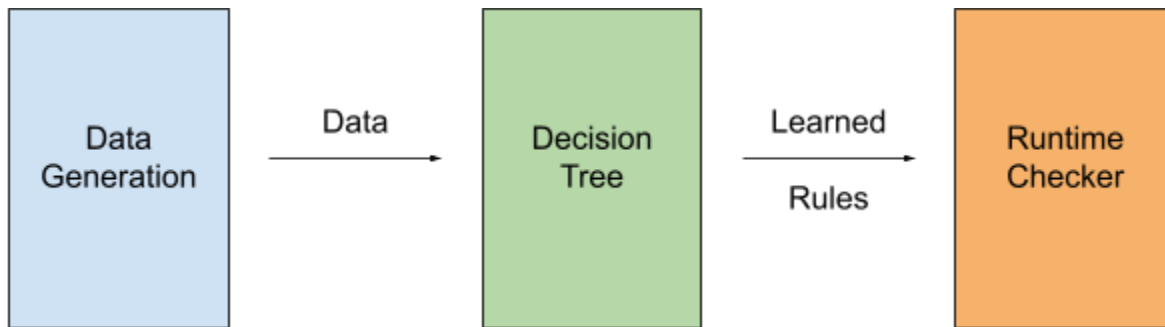 Data
Generation
Data
Decision
Tree
Learned
Rules
Runtime
Checker